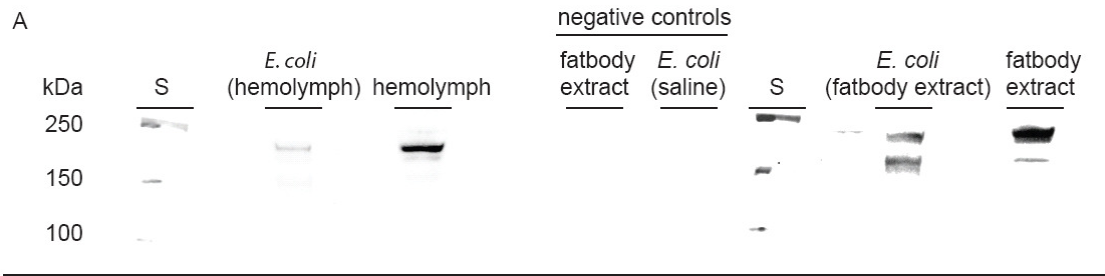 A
negative controls
E. coli
fatbody
E. coli
E. coli
fatbody
kDa
S
(hemolymph)
hemolymph
extract
(saline)
S
(fatbody extract)
extract
250
150
100